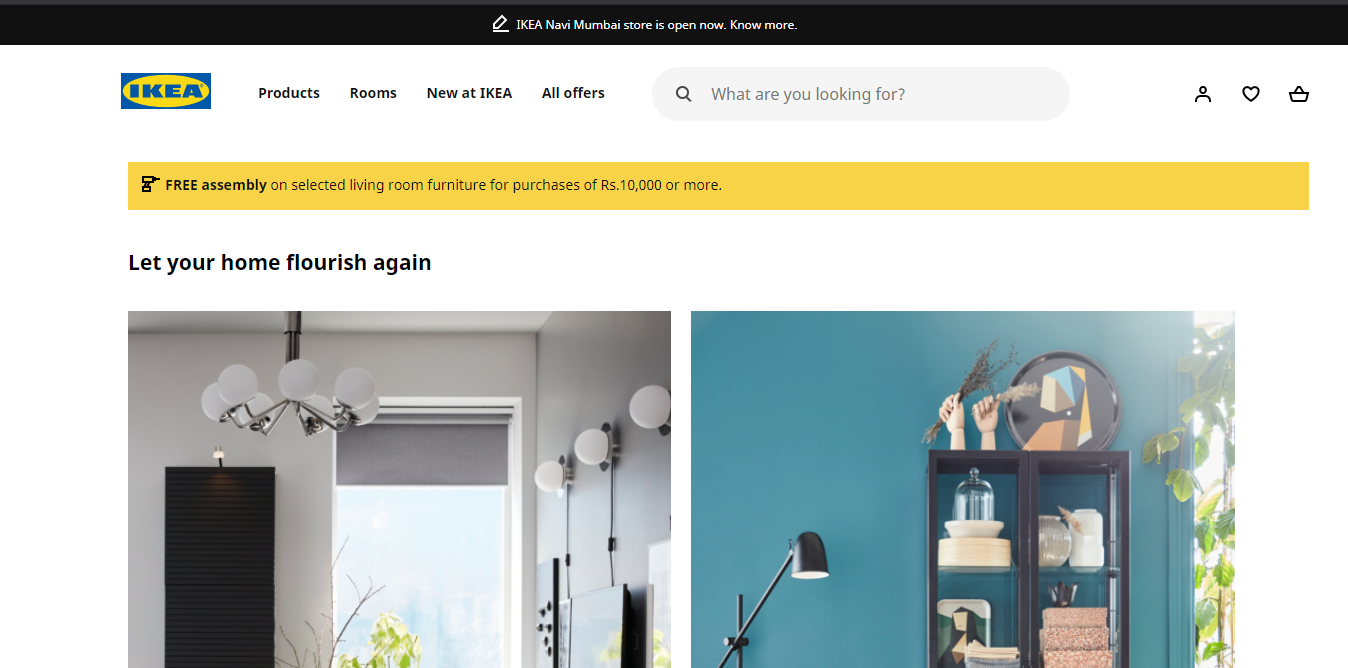 IKEA Navi Mumbai store is open now. Know more.
IKEA
Products Rooms New at IKEA All offers What are you looking for?
FREE assembly on selected living room furniture for purchases of Rs.10,000 or more.
Let your home flourish again